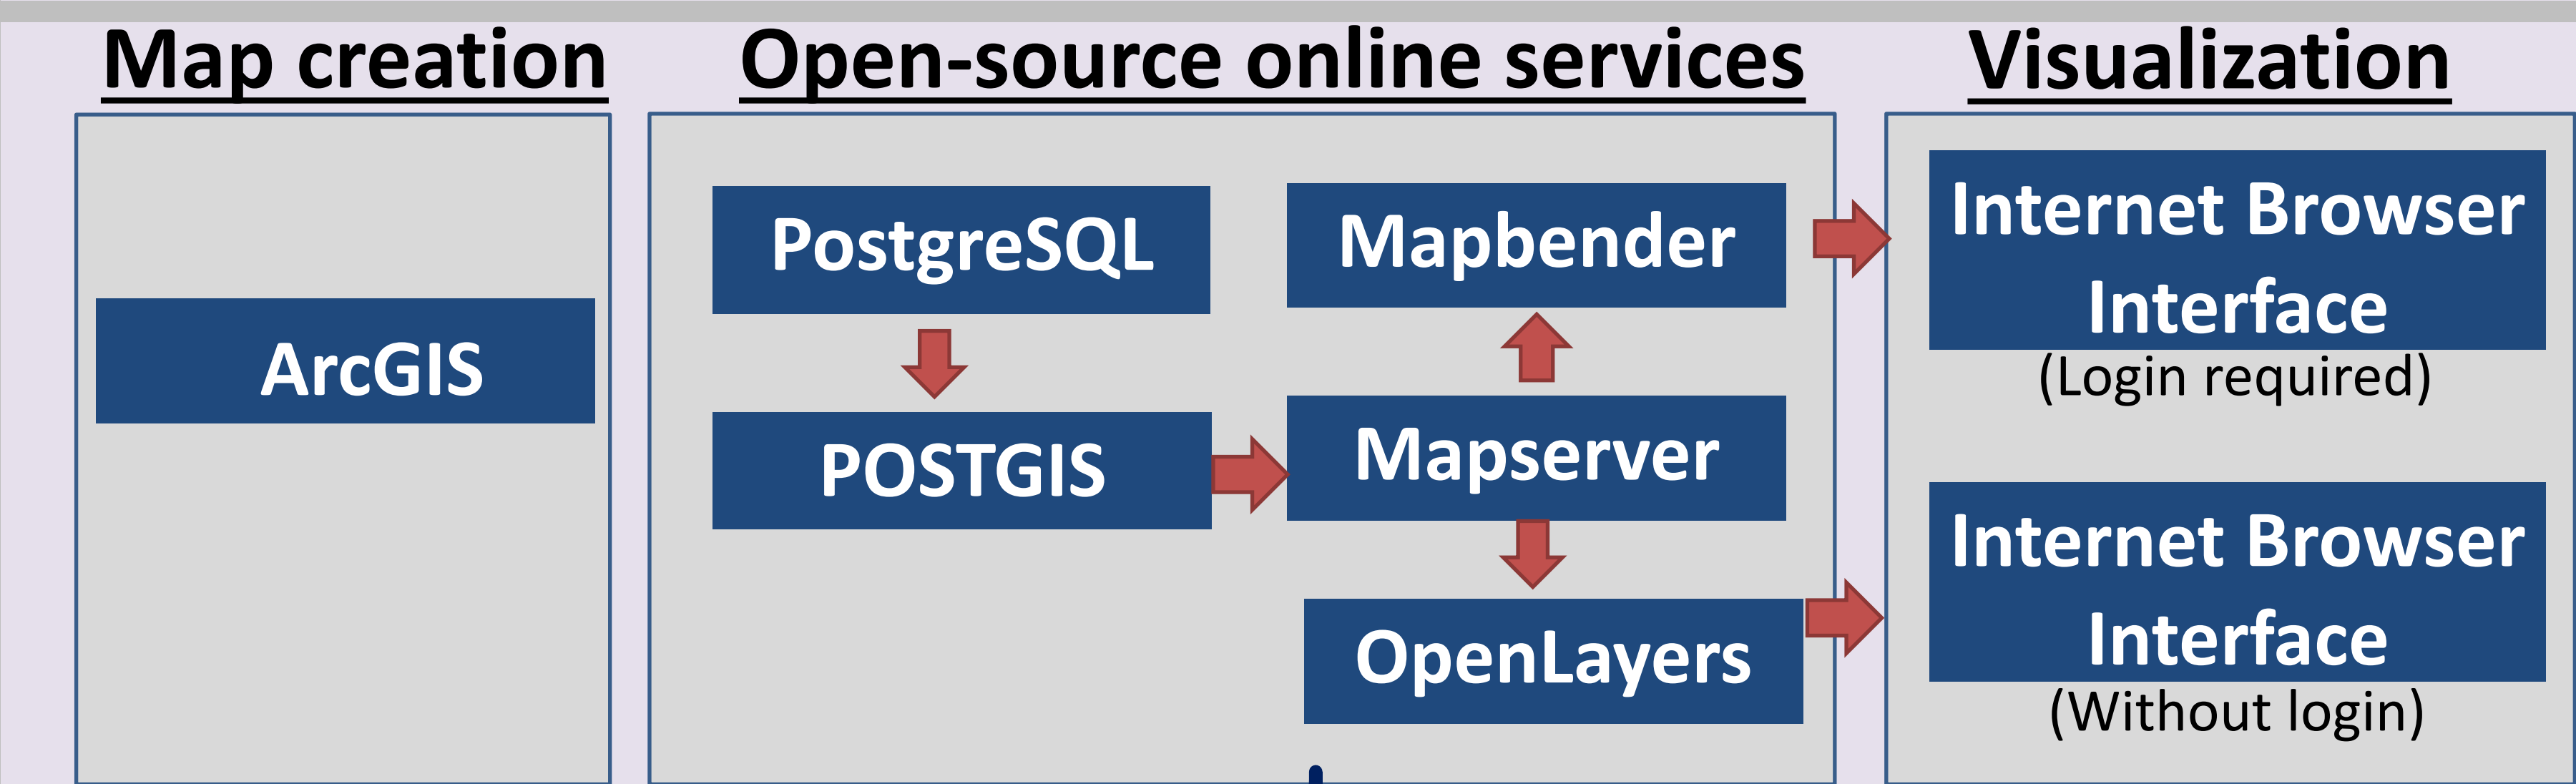 Map creation
Open-source online services
Visualization
ArcGIS
PostgreSQL
POSTGIS
Mapbender
Mapserver
OpenLayers
Internet Browser
Interface
(Login required)
Internet Browser
Interface
(Without login)